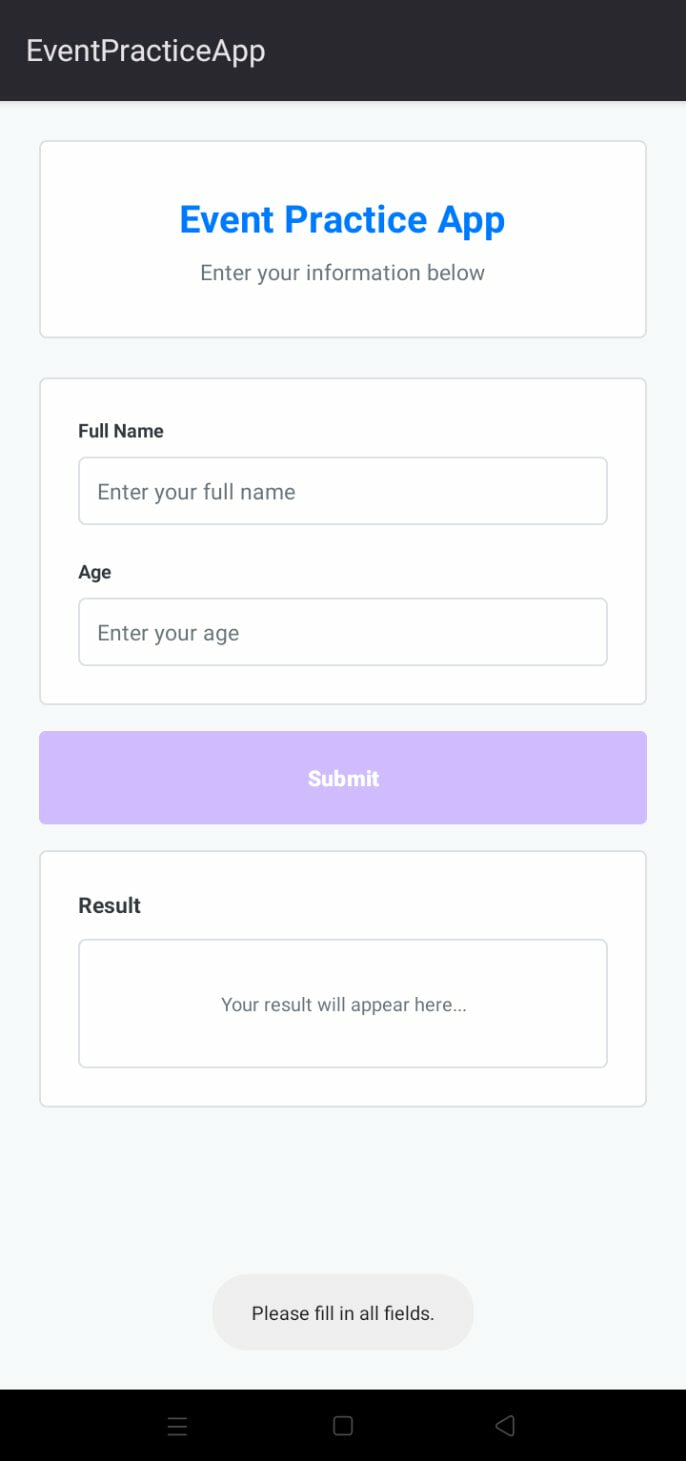 EventPracticeApp
Event Practice App
Enter your information below
Full Name
Enter your full name
Age
Enter your age
Submit
Result
Your result will appear here...
Please fill in all fields.